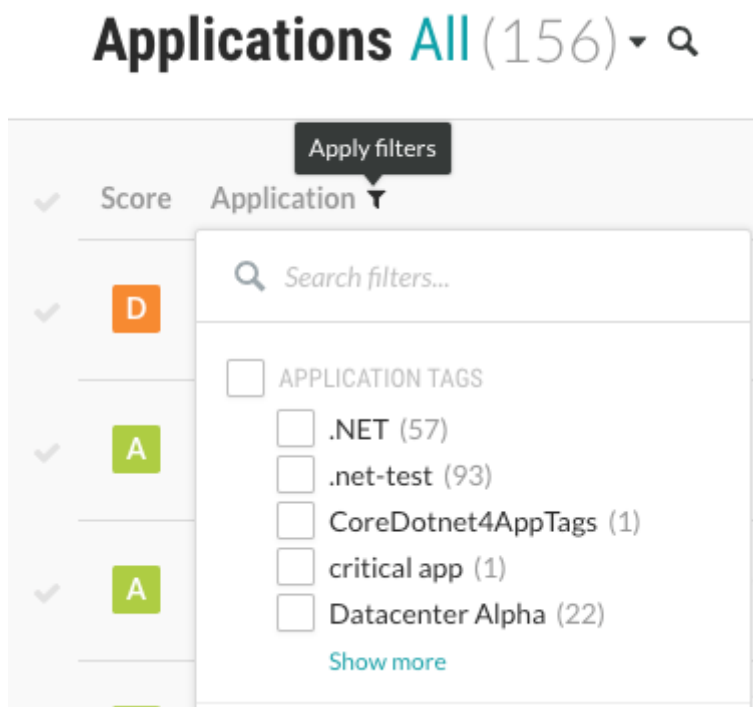 Applications All (156)
Apply filters
Score Application
Search filters...
D
APPLICATION TAGS
.NET (57)
.net-test (93)
A
CoreDotnet4AppTags (1)
critical app (1)
A
Datacenter Alpha (22)
Show more